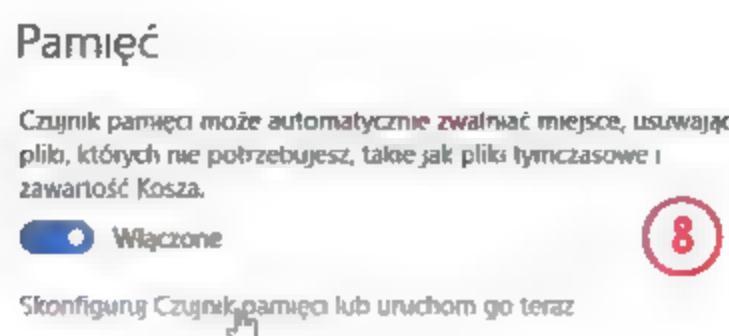 Pamięć
Czujnik pamięci może automatycznie zwalniać miejsce, usuwając
pliki, których nie potrzebujesz, takie jak pliki tymczasowe i
zawartość Kosza.
Włączone
8
Skonfiguruj Czujnik pamięci lub uruchom go teraz